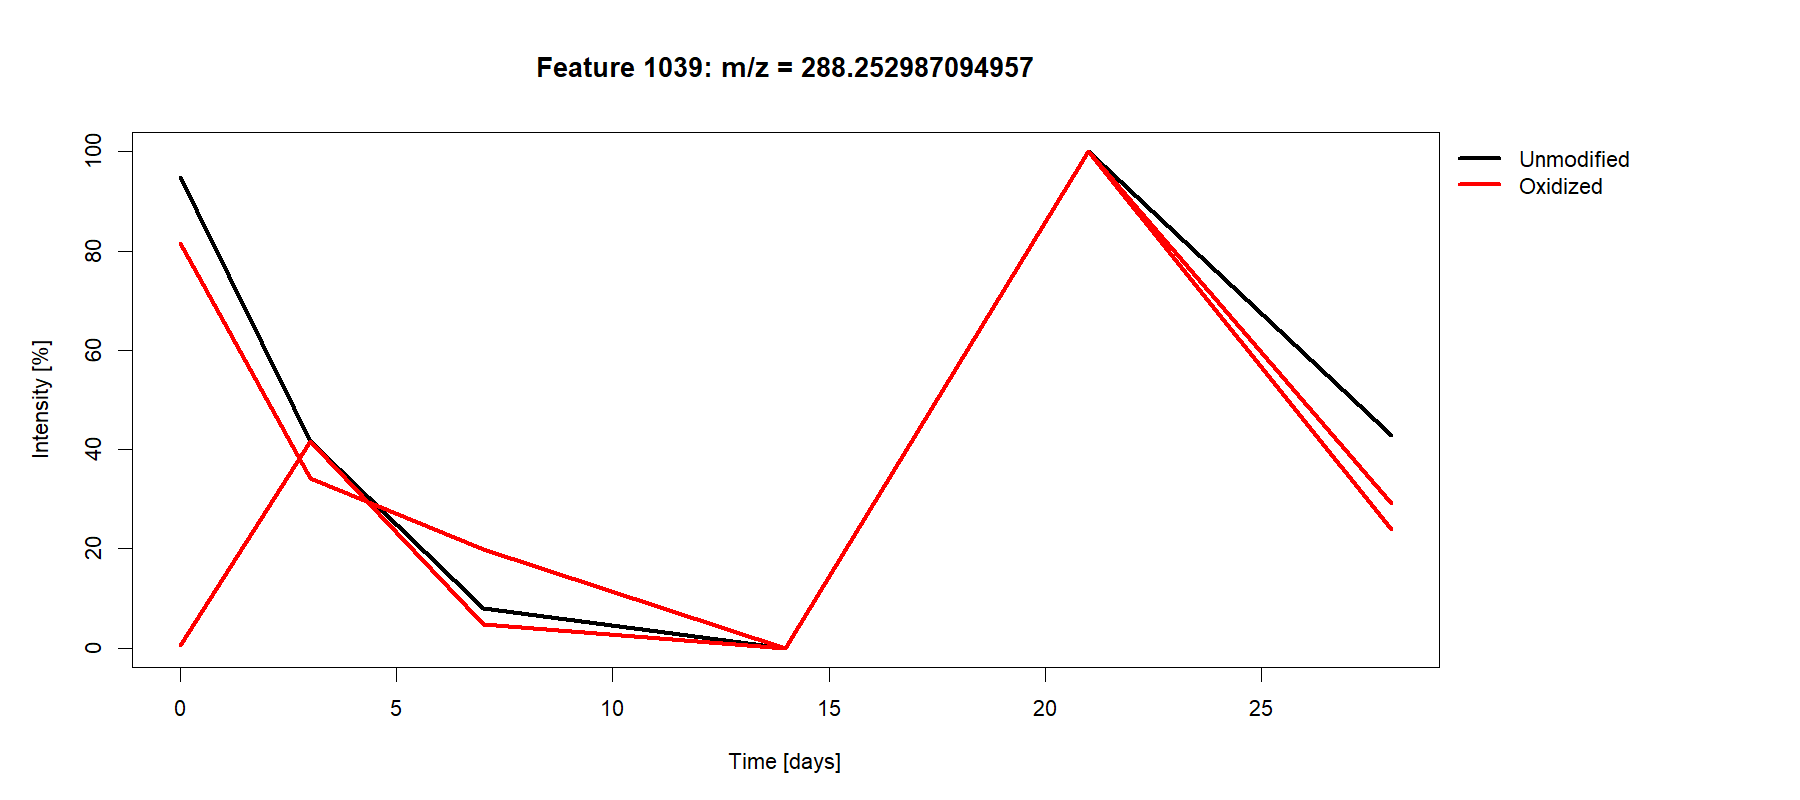 Feature 1039: m/z = 288.252987094957
Unmodified
Oxidized
Intensity [%]
100
80
60
40
20
0
0 5 10 15 20 25
Time [days]